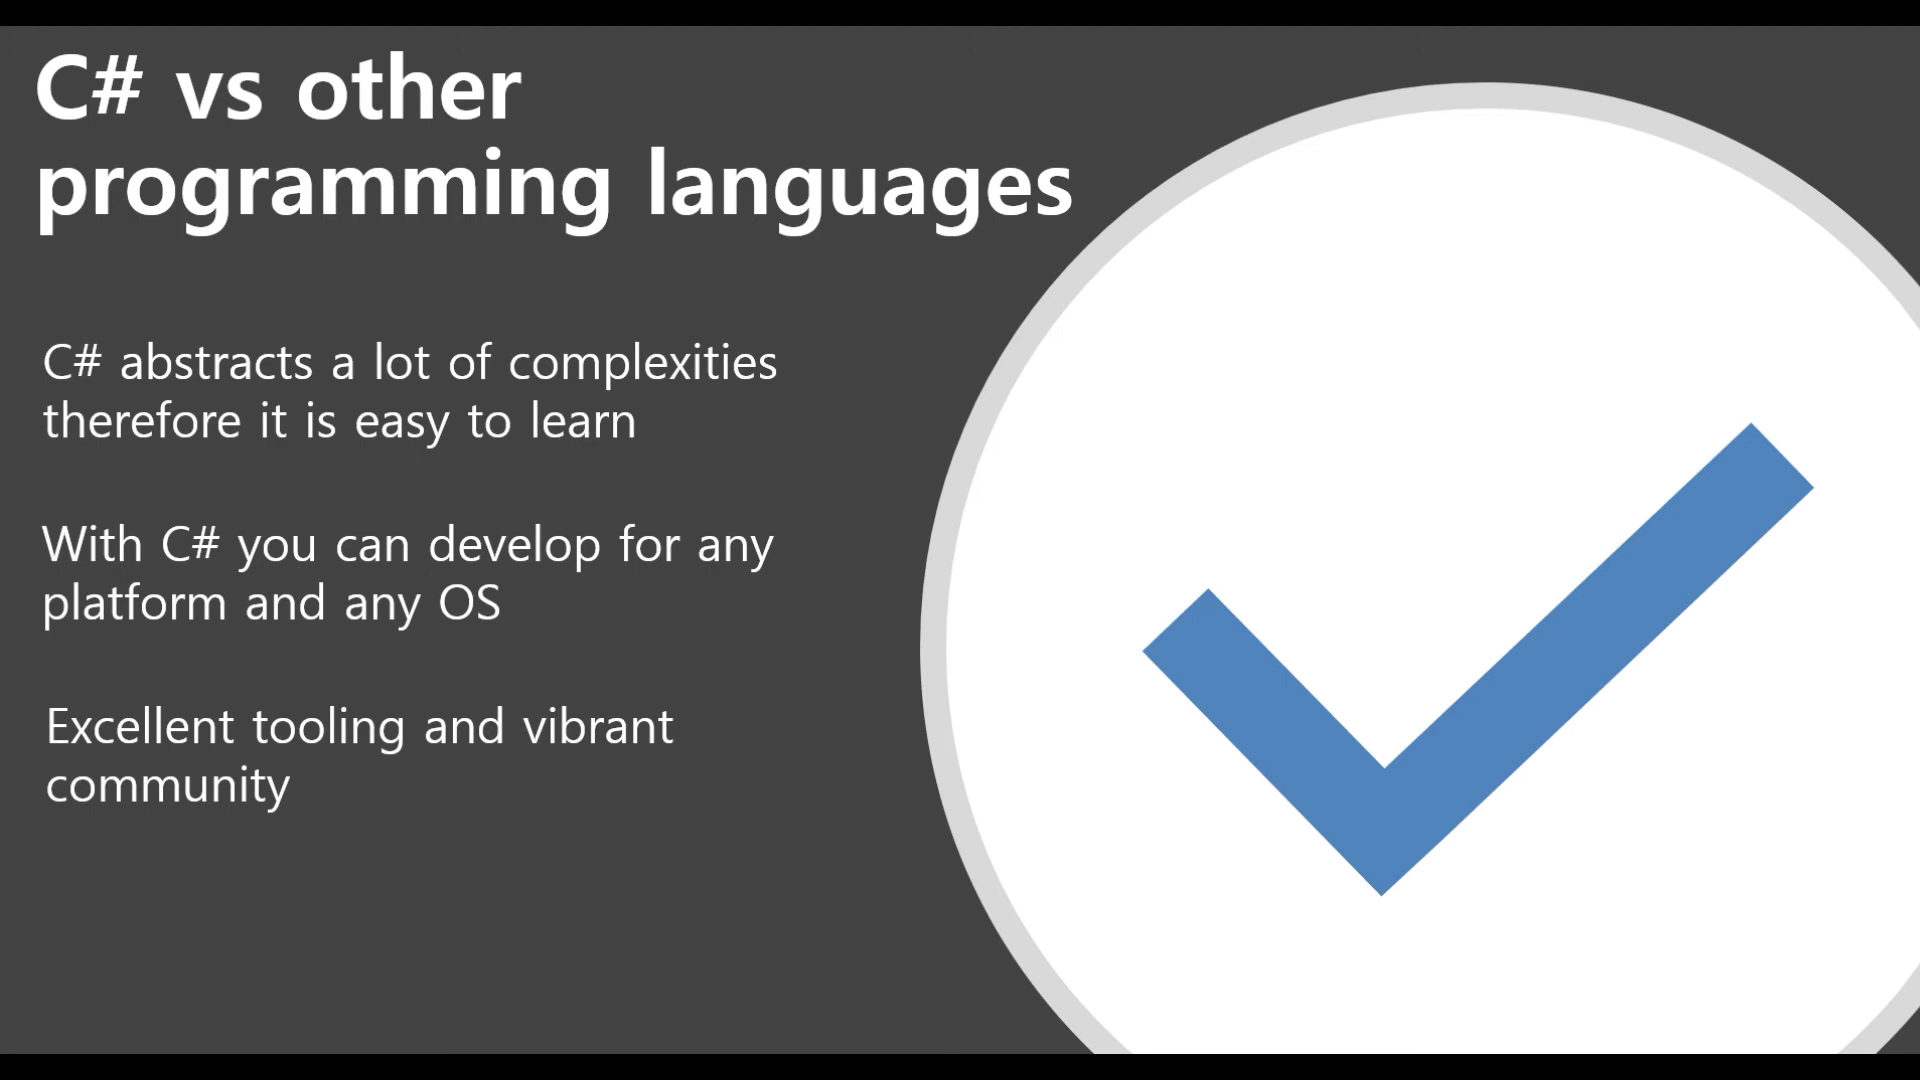 C# vs other
programming languages
C# abstracts a lot of complexities
therefore it is easy to learn
With C# you can develop for any
platform and any OS
Excellent tooling and vibrant
community